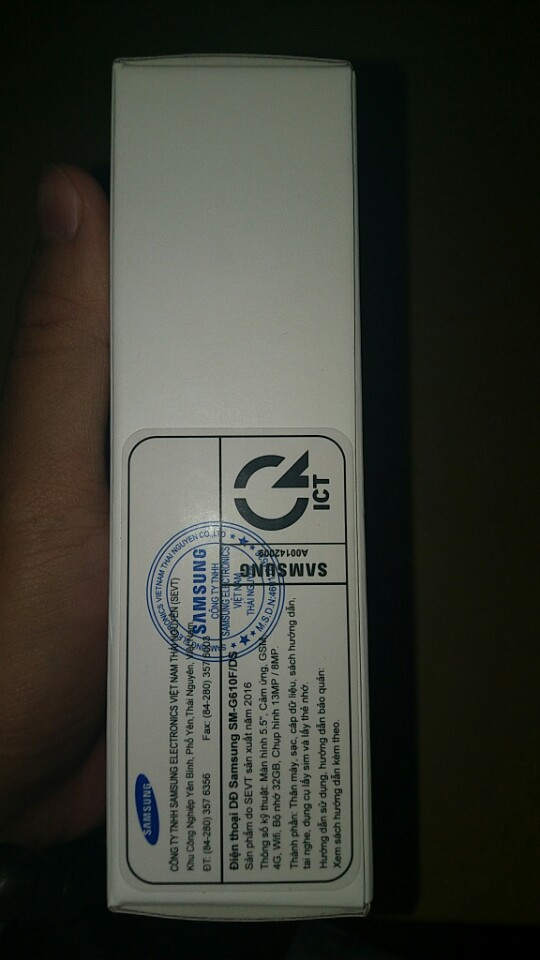 SAMSUNG
CÔNG TY TNHH SAMSUNG ELECTRONICS VIỆT NAM THÁI NGUYÊN (SEVT)
Khu Công Nghiệp Yên Bình, Phổ Yên, Thái Nguyên, Việt Nam
ĐT: (84-280) 357 6356 Fax: (84-280) 357 6003
Điện thoại DĐ Samsung SM-G610F/DS
Sản phẩm do SEVT sản xuất năm 2016
Thông số kỹ thuật: Màn hình 5.5", Cảm ứng, GSM,
4G, Wifi, Bộ nhớ 32GB, Chụp hình 13MP / 8MP.
Thành phần: Thân máy, sạc, cáp dữ liệu, sách hướng dẫn,
tai nghe, dụng cụ lấy sim và lấy thẻ nhớ.
Hướng dẫn sử dụng, hướng dẫn bảo quản:
Xem sách hướng dẫn kèm theo.
SAMSUNG
CÔNG TY TNHH
SAMSUNG ELECTRONICS
VIỆT NAM
THÁI NGUYÊN
SAMSUNG
ICT